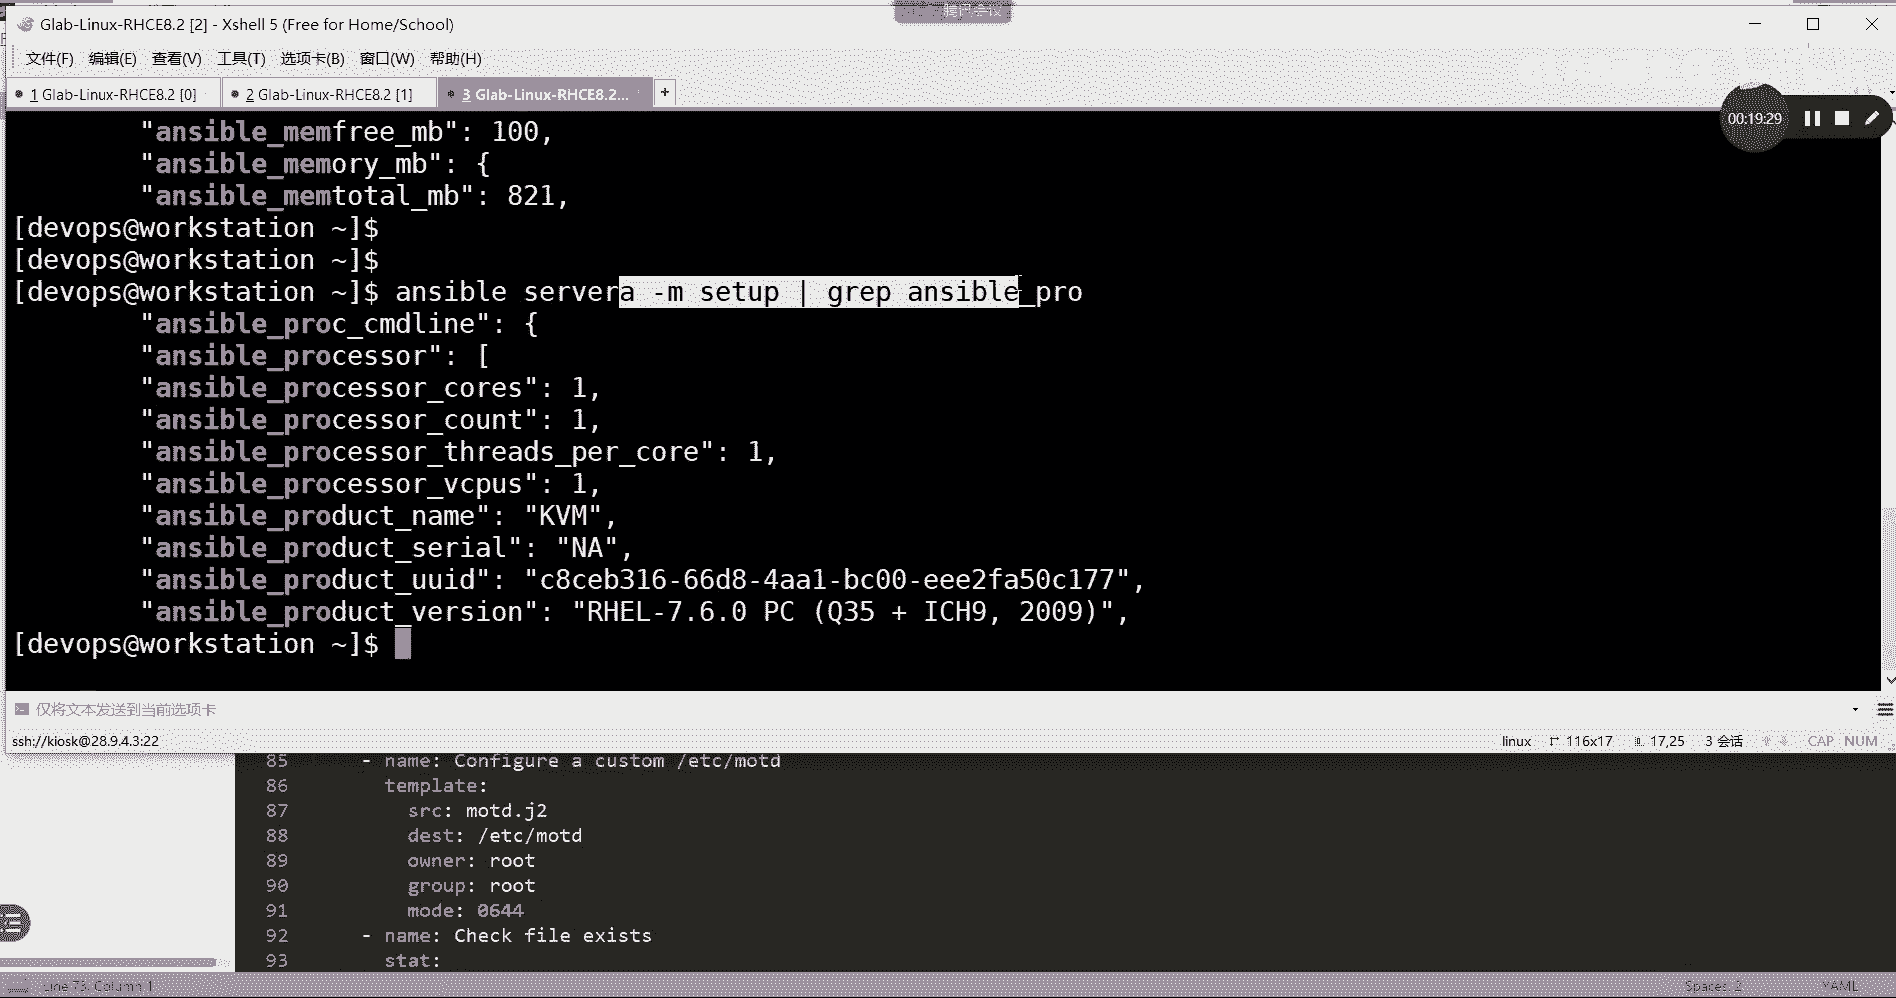 腾讯会议
Glab-Linux-RHCE8.2 [2] - Xshell 5 (Free for Home/School)
文件(F) 编辑(E) 查看(V) 工具(T) 选项卡(B) 窗口(W) 帮助(H)
1 Glab-Linux-RHCE8.2 [0] 2 Glab-Linux-RHCE8.2 [1] 3 Glab-Linux-RHCE8.2... +
00:19:29
"ansible_memfree_mb": 100,
"ansible_memory_mb": {
"ansible_memtotal_mb": 821,
[devops@workstation ~]$
[devops@workstation ~]$
[devops@workstation ~]$ ansible servera -m setup | grep ansible_pro
"ansible_proc_cmdline": {
"ansible_processor": [
"ansible_processor_cores": 1,
"ansible_processor_count": 1,
"ansible_processor_threads_per_core": 1,
"ansible_processor_vcpus": 1,
"ansible_product_name": "KVM",
"ansible_product_serial": "NA",
"ansible_product_uuid": "c8ceb316-66d8-4aa1-bc00-eee2fa50c177",
"ansible_product_version": "RHEL-7.6.0 PC (Q35 + ICH9, 2009)",
[devops@workstation ~]$
仅将文本发送到当前选项卡
ssh://kiosk@28.9.4.3:22 linux 116x17 17,25 3 会话 CAP NUM
85 - name: Configure a custom /etc/motd
86 template:
87 src: motd.j2
88 dest: /etc/motd
89 owner: root
90 group: root
91 mode: 0644
92 - name: Check file exists
93 stat:
Line 73, Column 1 Spaces: 2 YAML